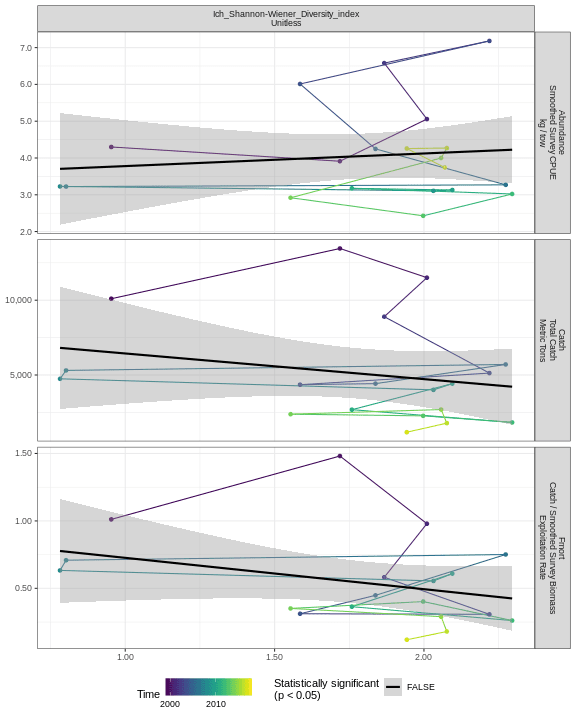 Ich_Shannon-Wiener_Diversity_index
Unitless
7.0
6.0
5.0
4.0
3.0
2.0
Abundance
Smoothed Survey CPUE
kg / tow
10,000
5,000
Catch
Total Catch
Metric Tons
1.50
1.00
0.50
Fmort
Catch / Smoothed Survey Biomass
Exploitation Rate
1.00
1.50
2.00
Time
2000
2010
Statistically significant
(p < 0.05)
FALSE